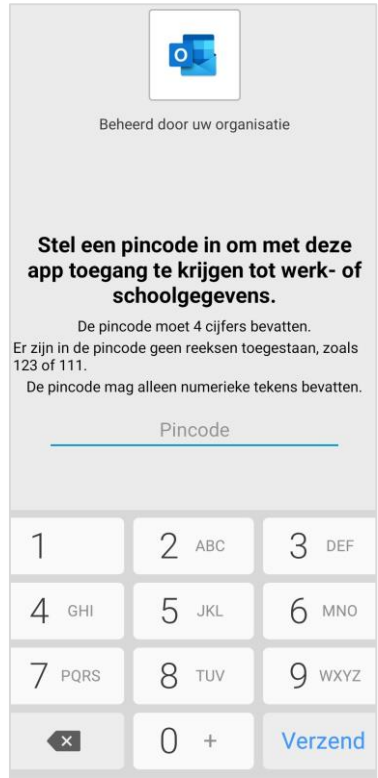 O
Beheerd door uw organisatie
Stel een pincode in om met deze
app toegang te krijgen tot werk- of
schoolgegevens.
De pincode moet 4 cijfers bevatten.
Er zijn in de pincode geen reeksen toegestaan, zoals
123 of 111.
De pincode mag alleen numerieke tekens bevatten.
Pincode
1 2 ABC 3 DEF
4 GHI 5 JKL 6 MNO
7 PQRS 8 TUV 9 WXYZ
0 + Verzend